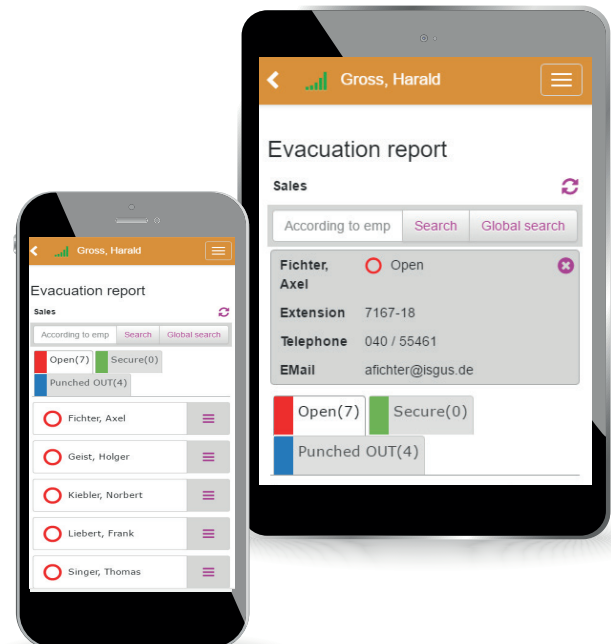 Gross, Harald
Evacuation report
Sales
According to emp Search Global search
Fichter, Axel Open
Extension 7167-18
Telephone 040 / 55461
EMail afichter@isgus.de
Open(7) Secure(0)
Punched OUT(4)
Gross, Harald
Evacuation report
Sales
According to emp Search Global search
Open(7) Secure(0)
Punched OUT(4)
Fichter, Axel
Geist, Holger
Kiebler, Norbert
Liebert, Frank
Singer, Thomas